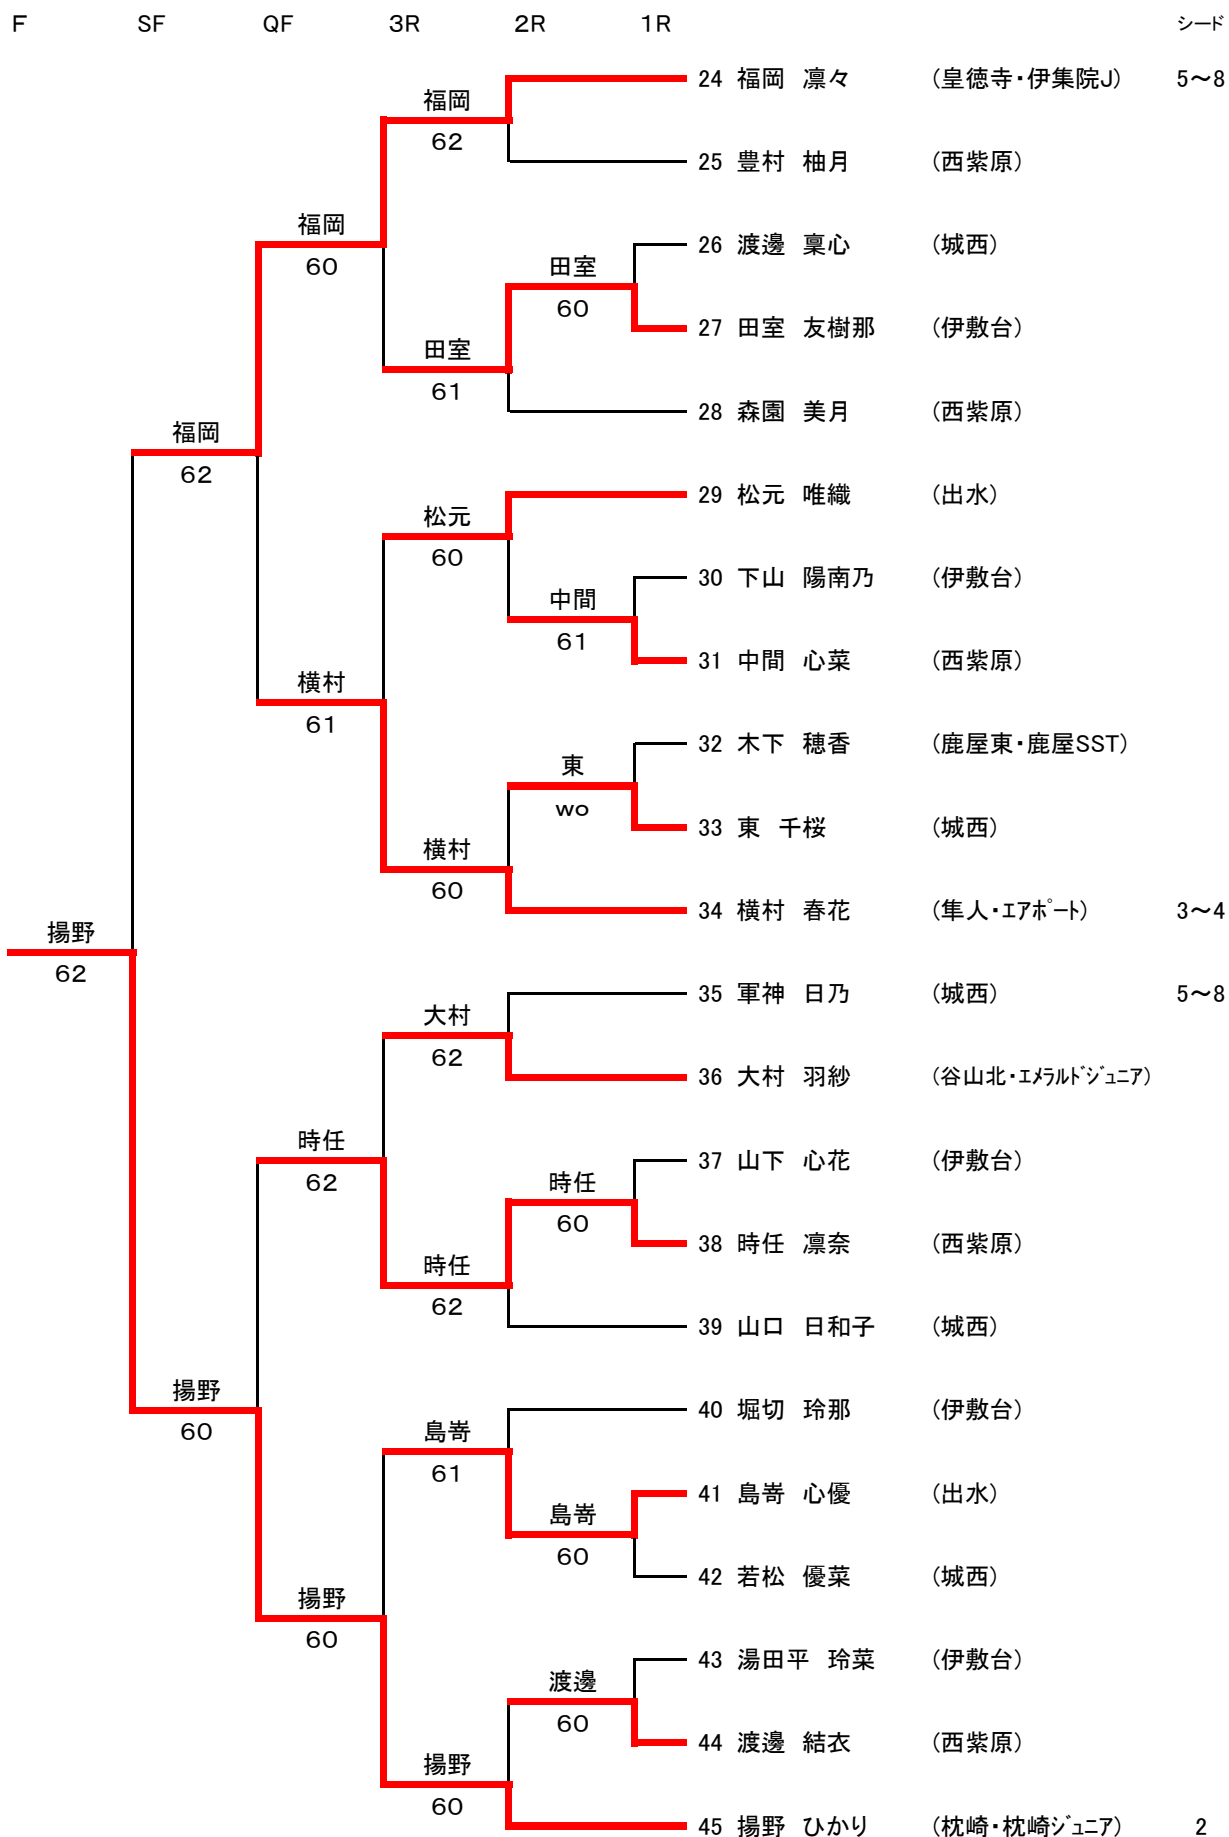 F SF QF 3R 2R 1R シード
24 福岡 凛々 (皇徳寺・伊集院J) 5～8
福岡
62
25 豊村 柚月 (西紫原)
福岡
60
26 渡邊 稟心 (城西)
田室
60
27 田室 友樹那 (伊敷台)
田室
61
28 森園 美月 (西紫原)
福岡
62
29 松元 唯織 (出水)
松元
60
30 下山 陽南乃 (伊敷台)
中間
61
31 中間 心菜 (西紫原)
横村
61
32 木下 穂香 (鹿屋東・鹿屋SST)
東
wo
33 東 千桜 (城西)
横村
60
34 横村 春花 (隼人・エアポート) 3～4
揚野
62
35 軍神 日乃 (城西) 5～8
大村
62
36 大村 羽紗 (谷山北・エメラルドジュニア)
時任
62
37 山下 心花 (伊敷台)
時任
60
38 時任 凛奈 (西紫原)
時任
62
39 山口 日和子 (城西)
揚野
60
40 堀切 玲那 (伊敷台)
島嵜
61
41 島嵜 心優 (出水)
島嵜
60
42 若松 優菜 (城西)
揚野
60
43 湯田平 玲菜 (伊敷台)
渡邊
60
44 渡邊 結衣 (西紫原)
揚野
60
45 揚野 ひかり (枕崎・枕崎ジュニア) 2